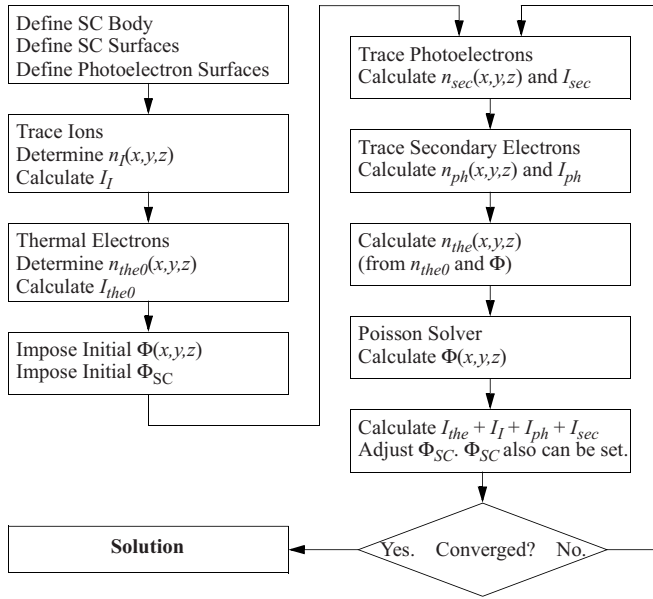 Define SC Body
Define SC Surfaces
Define Photoelectron Surfaces
Trace Ions
Determine n_I(x,y,z)
Calculate I_I
Thermal Electrons
Determine n_the0(x,y,z)
Calculate I_the0
Impose Initial Φ(x,y,z)
Impose Initial Φ_SC
Trace Photoelectrons
Calculate n_sec(x,y,z) and I_sec
Trace Secondary Electrons
Calculate n_ph(x,y,z) and I_ph
Calculate n_the(x,y,z)
(from n_the0 and Φ)
Poisson Solver
Calculate Φ(x,y,z)
Calculate I_the + I_I + I_ph + I_sec
Adjust Φ_SC. Φ_SC also can be set.
Yes. Converged? No.
Solution